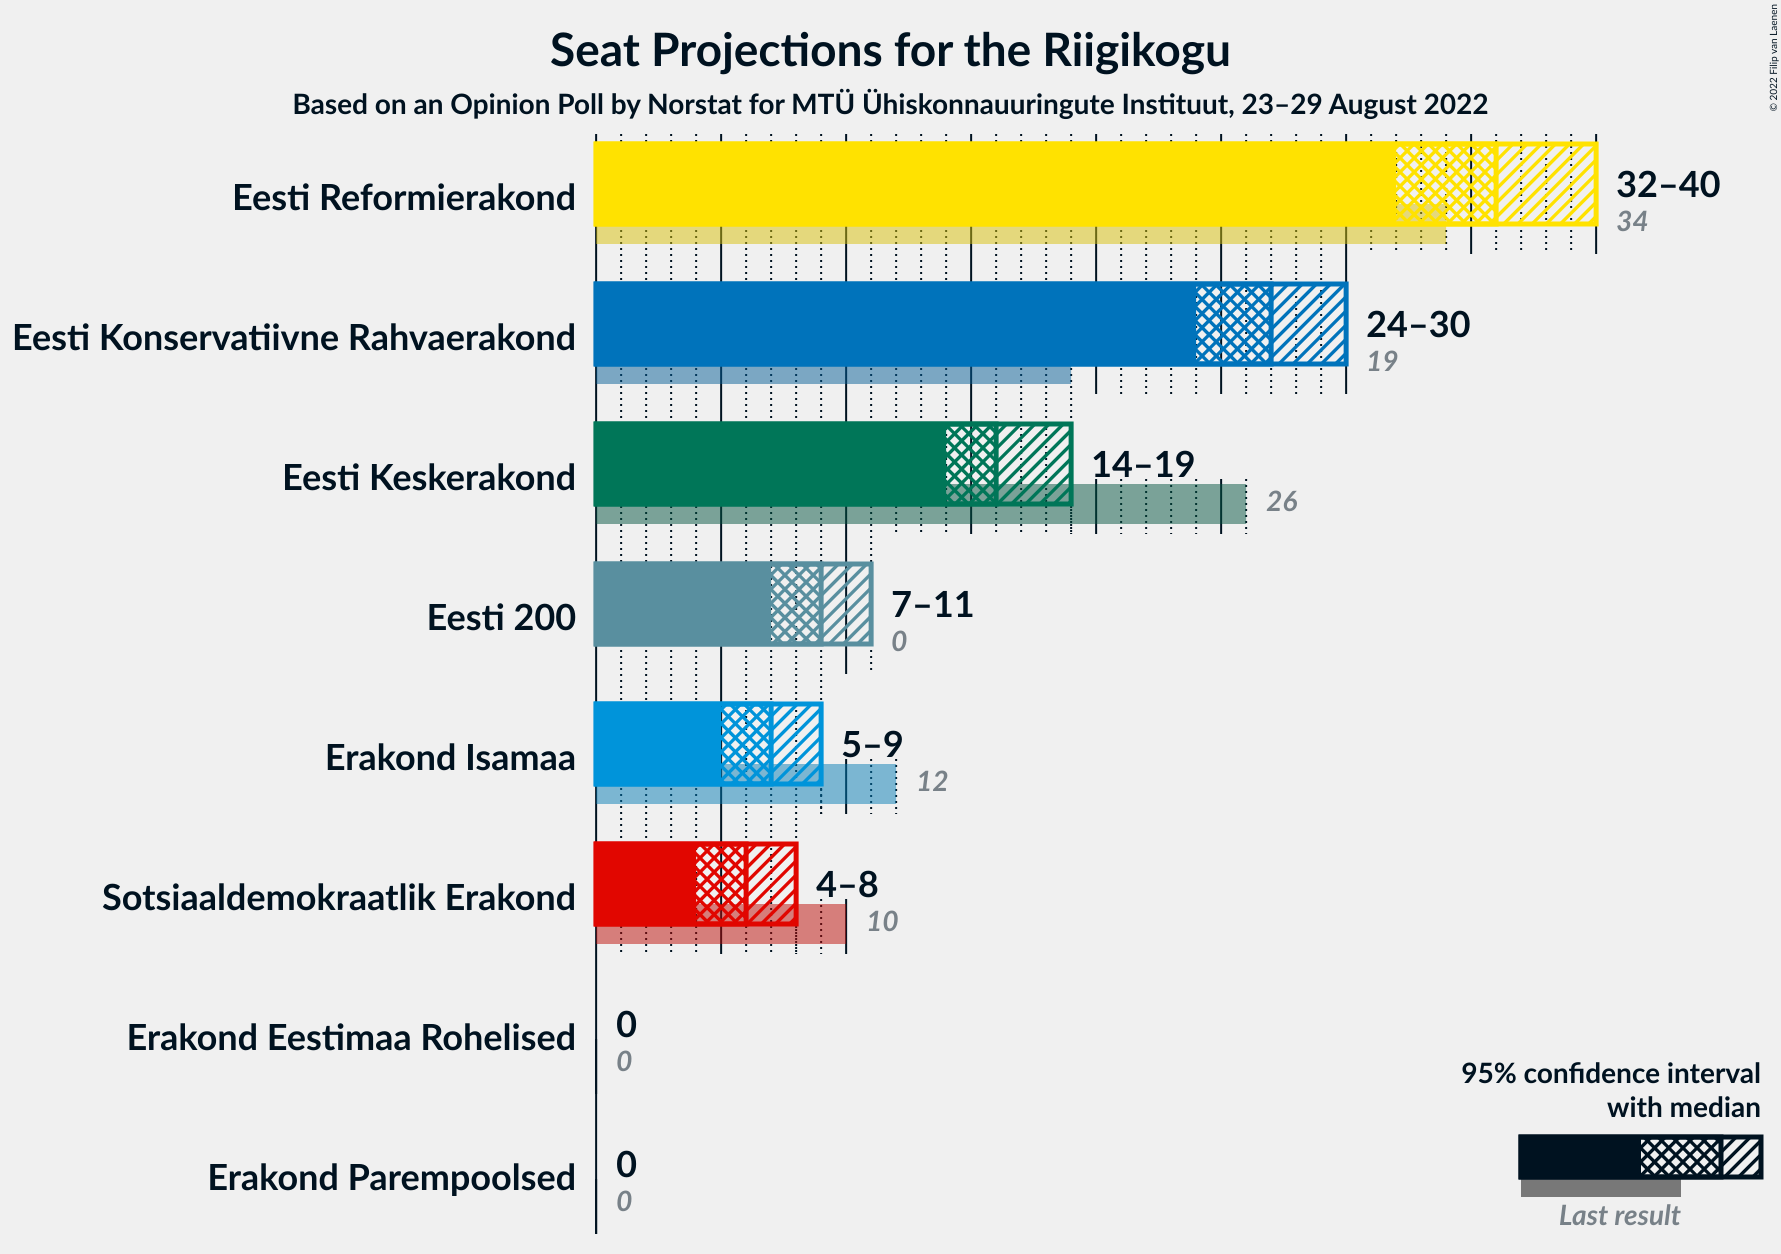 Seat Projections for the Riigikogu
Based on an Opinion Poll by Norstat for MTÜ Ühiskonnauuringute Instituut, 23–29 August 2022
© 2022 Filip van Laenen
Eesti Reformierakond
32–40
34
Eesti Konservatiivne Rahvaerakond
24–30
19
Eesti Keskerakond
14–19
26
Eesti 200
7–11
0
Erakond Isamaa
5–9
12
Sotsiaaldemokraatlik Erakond
4–8
10
Erakond Eestimaa Rohelised
0
0
Erakond Parempoolsed
0
0
95% confidence interval
with median
Last result